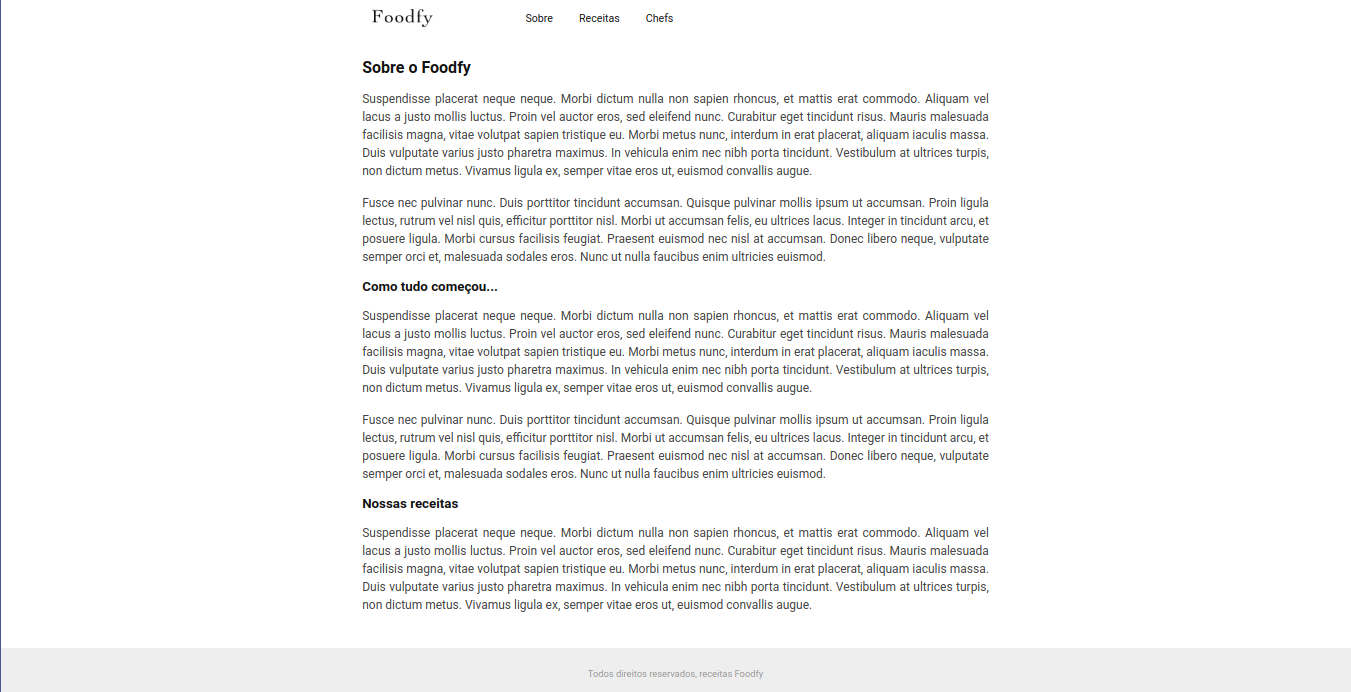 Foodfy Sobre Receitas Chefs
Sobre o Foodfy
Suspendisse placerat neque neque. Morbi dictum nulla non sapien rhoncus, et mattis erat commodo. Aliquam vel
lacus a justo mollis luctus. Proin vel auctor eros, sed eleifend nunc. Curabitur eget tincidunt risus. Mauris malesuada
facilisis magna, vitae volutpat sapien tristique eu. Morbi metus nunc, interdum in erat placerat, aliquam iaculis massa.
Duis vulputate varius justo pharetra maximus. In vehicula enim nec nibh porta tincidunt. Vestibulum at ultrices turpis,
non dictum metus. Vivamus ligula ex, semper vitae eros ut, euismod convallis augue.
Fusce nec pulvinar nunc. Duis porttitor tincidunt accumsan. Quisque pulvinar mollis ipsum ut accumsan. Proin ligula
lectus, rutrum vel nisl quis, efficitur porttitor nisl. Morbi ut accumsan felis, eu ultrices lacus. Integer in tincidunt arcu, et
posuere ligula. Morbi cursus facilisis feugiat. Praesent euismod nec nisl at accumsan. Donec libero neque, vulputate
semper orci et, malesuada sodales eros. Nunc ut nulla faucibus enim ultricies euismod.
Como tudo começou...
Suspendisse placerat neque neque. Morbi dictum nulla non sapien rhoncus, et mattis erat commodo. Aliquam vel
lacus a justo mollis luctus. Proin vel auctor eros, sed eleifend nunc. Curabitur eget tincidunt risus. Mauris malesuada
facilisis magna, vitae volutpat sapien tristique eu. Morbi metus nunc, interdum in erat placerat, aliquam iaculis massa.
Duis vulputate varius justo pharetra maximus. In vehicula enim nec nibh porta tincidunt. Vestibulum at ultrices turpis,
non dictum metus. Vivamus ligula ex, semper vitae eros ut, euismod convallis augue.
Fusce nec pulvinar nunc. Duis porttitor tincidunt accumsan. Quisque pulvinar mollis ipsum ut accumsan. Proin ligula
lectus, rutrum vel nisl quis, efficitur porttitor nisl. Morbi ut accumsan felis, eu ultrices lacus. Integer in tincidunt arcu, et
posuere ligula. Morbi cursus facilisis feugiat. Praesent euismod nec nisl at accumsan. Donec libero neque, vulputate
semper orci et, malesuada sodales eros. Nunc ut nulla faucibus enim ultricies euismod.
Nossas receitas
Suspendisse placerat neque neque. Morbi dictum nulla non sapien rhoncus, et mattis erat commodo. Aliquam vel
lacus a justo mollis luctus. Proin vel auctor eros, sed eleifend nunc. Curabitur eget tincidunt risus. Mauris malesuada
facilisis magna, vitae volutpat sapien tristique eu. Morbi metus nunc, interdum in erat placerat, aliquam iaculis massa.
Duis vulputate varius justo pharetra maximus. In vehicula enim nec nibh porta tincidunt. Vestibulum at ultrices turpis,
non dictum metus. Vivamus ligula ex, semper vitae eros ut, euismod convallis augue.
Todos direitos reservados, receitas Foodfy